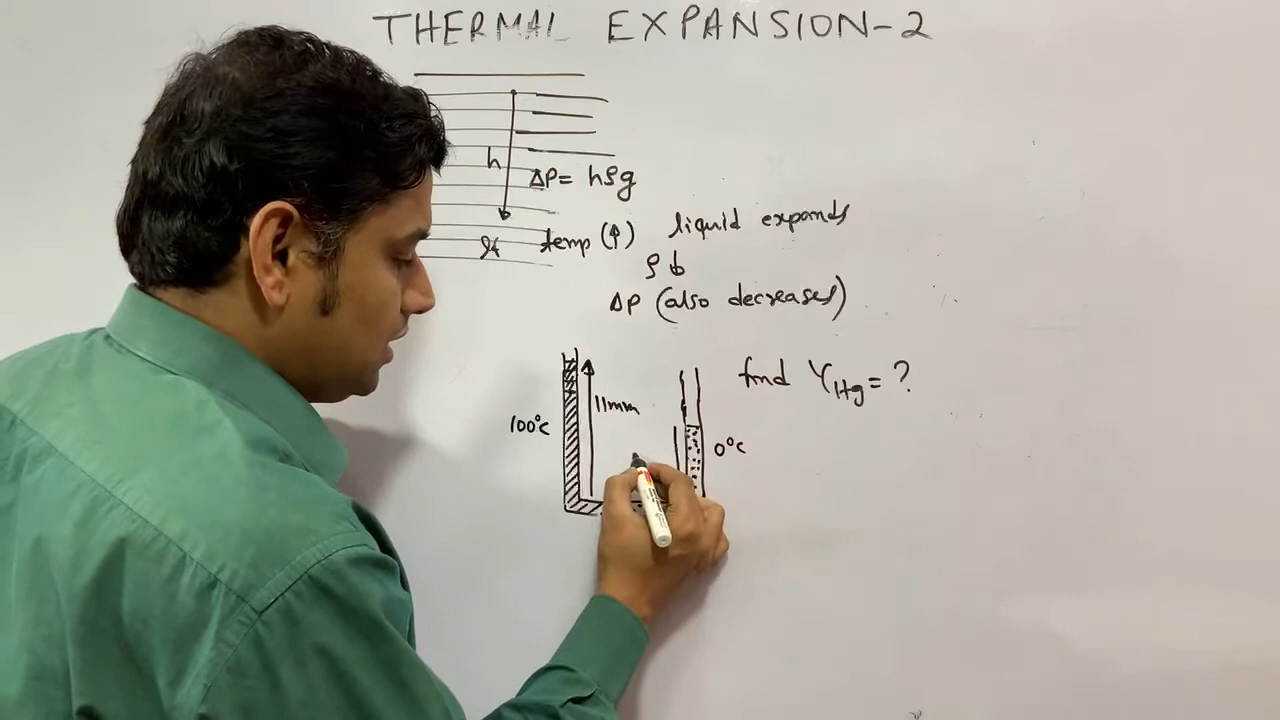 THERMAL EXPANSION-2
h
ΔP = hρg
temp (↑) liquid expands
ρ ↓
ΔP (also decreases)
find γHg = ?
11mm
100°C
0°C